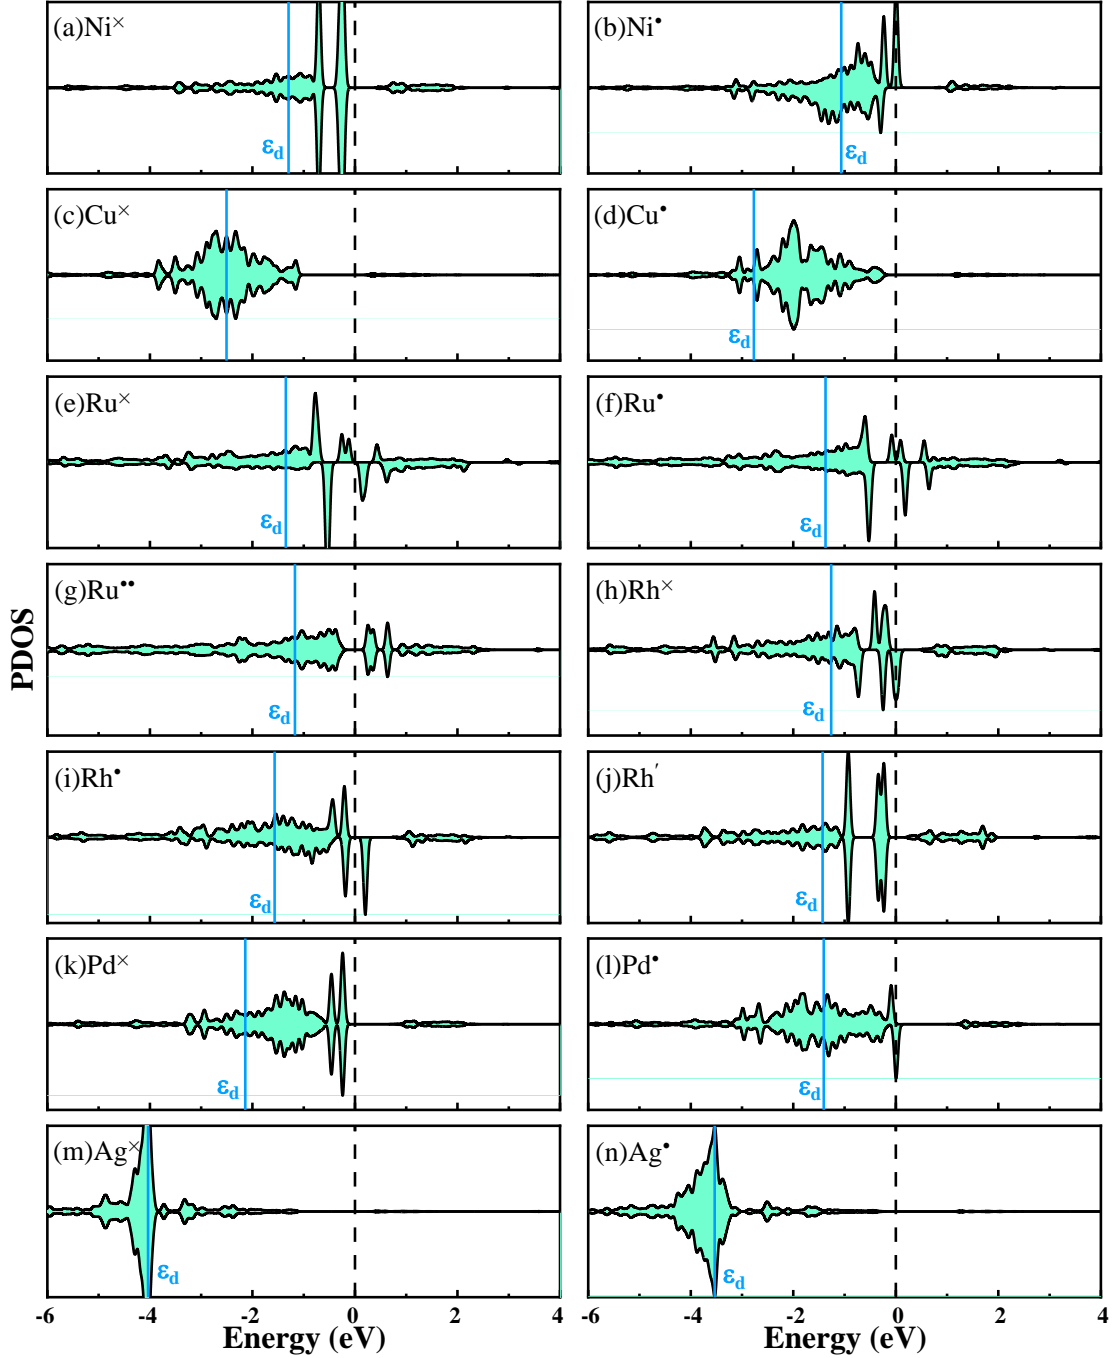 (a)Ni×
εd
(b)Ni•
εd
(c)Cu×
(d)Cu•
εd
(e)Ru×
εd
(f)Ru•
εd
(g)Ru••
εd
(h)Rh×
εd
(i)Rh•
εd
(j)Rh′
εd
(k)Pd×
εd
(l)Pd•
εd
(m)Ag×
εd
(n)Ag•
εd
PDOS
-6 -4 -2 0 2 4
-6 -4 -2 0 2 4
Energy (eV)
Energy (eV)